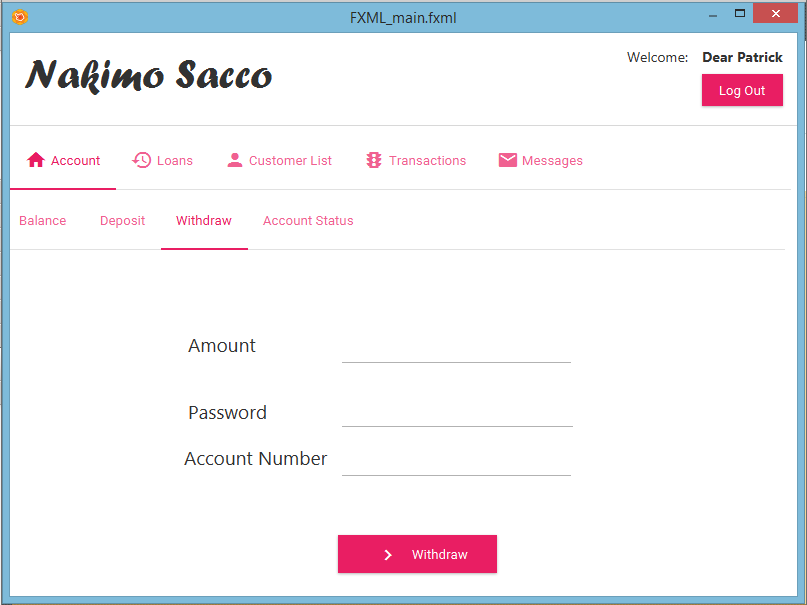 FXML_main.fxml
Nakimo Sacco
Welcome: Dear Patrick
Log Out
Account Loans Customer List Transactions Messages
Balance Deposit Withdraw Account Status
Amount
Password
Account Number
Withdraw